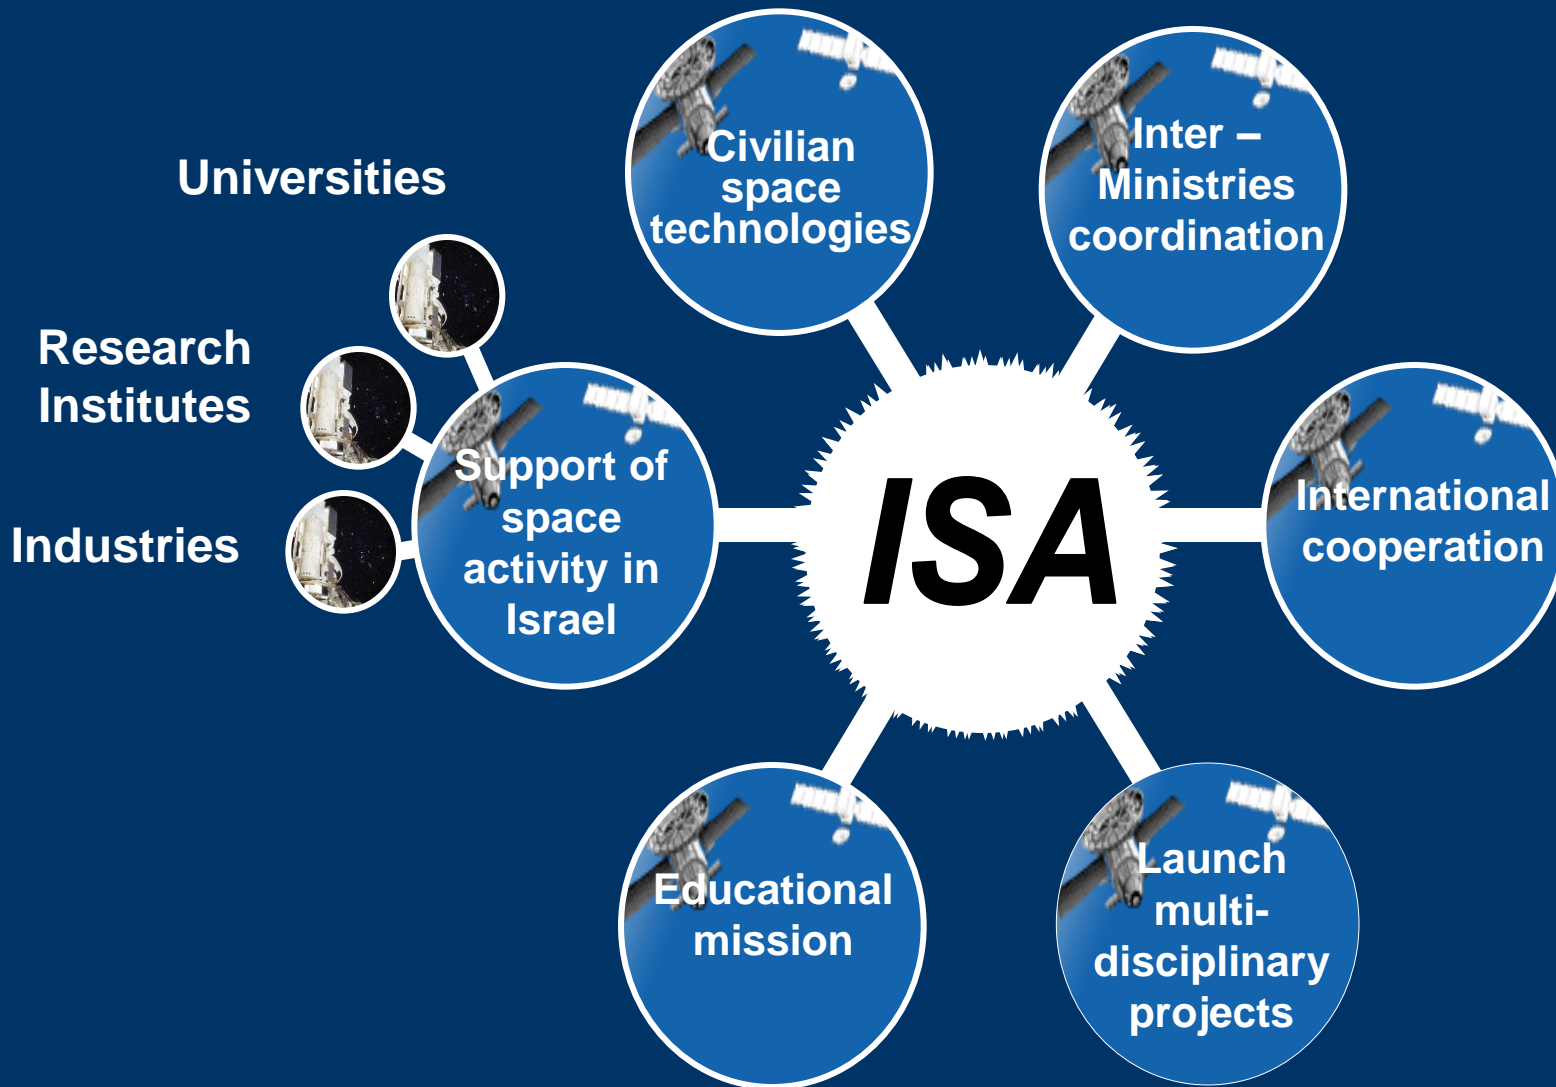 Civilian
space
technologies
Inter –
Ministries
coordination
Universities
Research
Institutes
Industries
Support of
space
activity in
Israel
ISA
International
cooperation
Educational
mission
Launch
multi-
disciplinary
projects